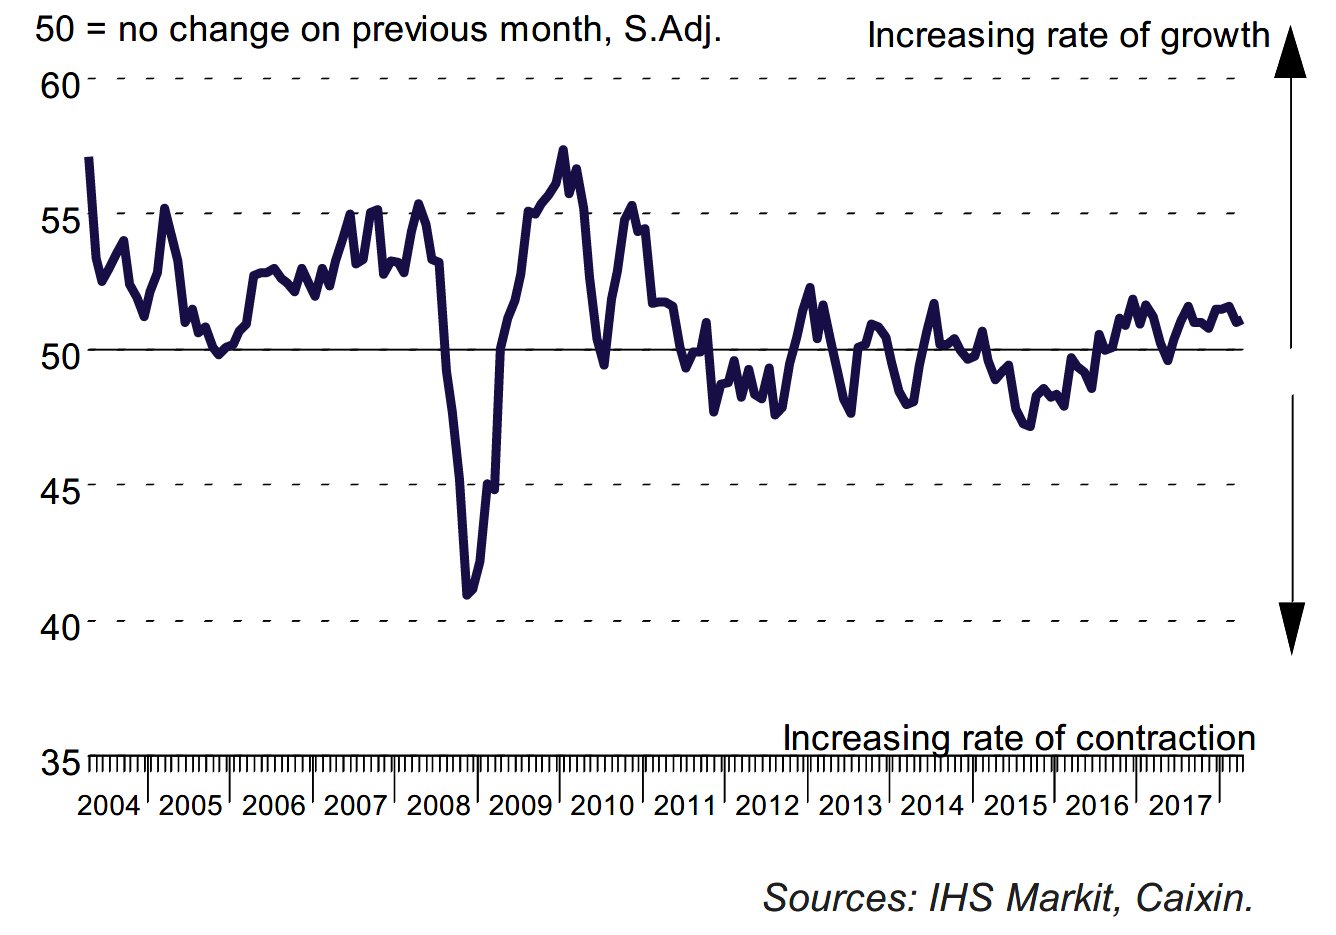 50 = no change on previous month, S.Adj.
Increasing rate of growth
60
55
50
45
40
35
Increasing rate of contraction
2004 2005 2006 2007 2008 2009 2010 2011 2012 2013 2014 2015 2016 2017
Sources: IHS Markit, Caixin.